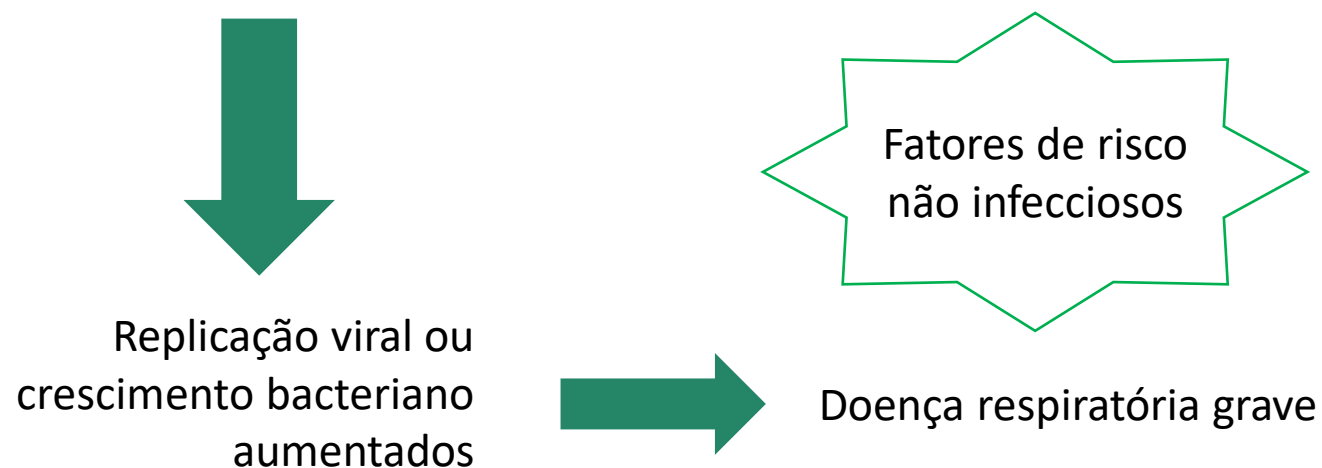 Fatores de risco
não infecciosos
Replicação viral ou
crescimento bacteriano
aumentados
Doença respiratória grave